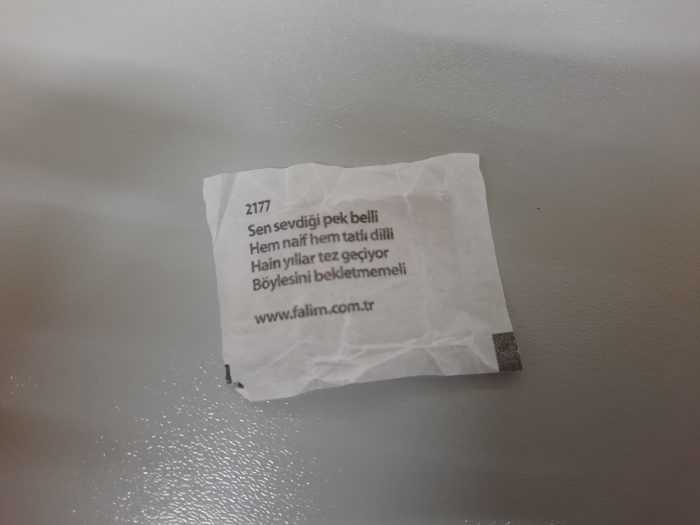 2177
Sen sevdiği pek belli
Hem naif hem tatlı dilli
Hain yıllar tez geçiyor
Böylesini bekletmemeli
www.falim.com.tr